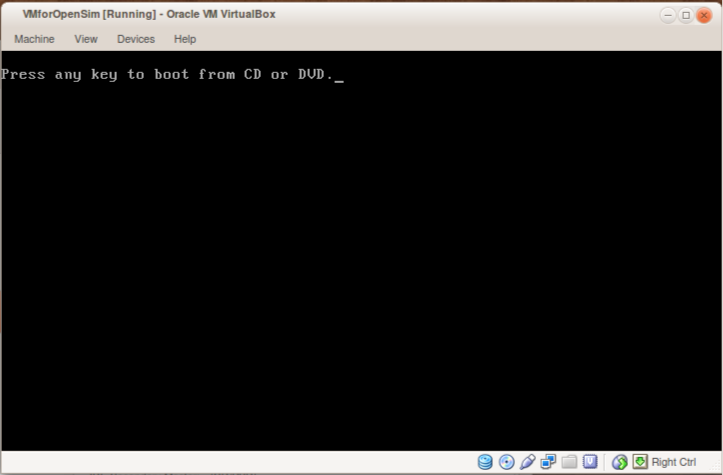 VMforOpenSim [Running] - Oracle VM VirtualBox
Machine View Devices Help
Press any key to boot from CD or DVD._
Right Ctrl